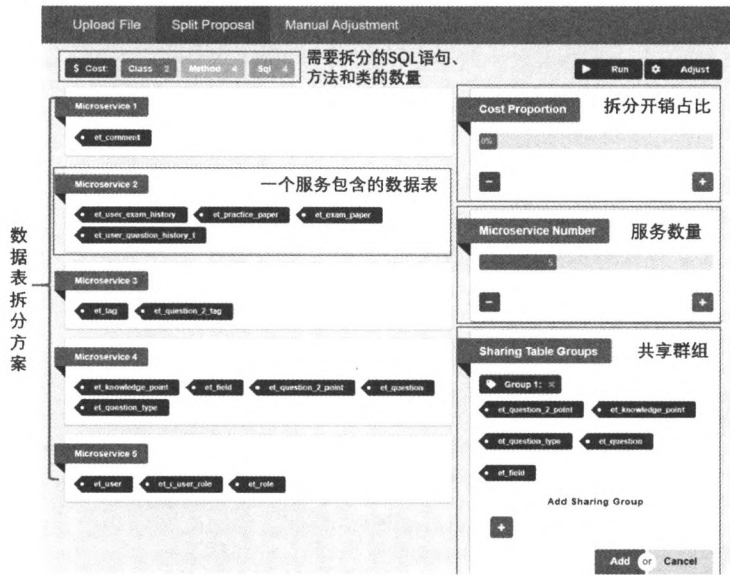 Upload File Split Proposal Manual Adjustment
$ Cost: Class 2 Method 4 Sql 4
需要拆分的SQL语句、
方法和类的数量
Run Adjust
数据表拆分方案
Microservice 1
et_comment
Microservice 2
一个服务包含的数据表
et_user_exam_history et_practice_paper et_exam_paper
et_user_question_history_t
Microservice 3
et_tag et_question_2_tag
Microservice 4
et_knowledge_point et_field et_question_2_point et_question
et_question_type
Microservice 5
et_user et_r_user_role et_role
Cost Proportion 拆分开销占比
0%
− +
Microservice Number 服务数量
5
− +
Sharing Table Groups 共享群组
Group 1: ×
et_question_2_point et_knowledge_point
et_question_type et_question
et_field
Add Sharing Group
+
Add or Cancel